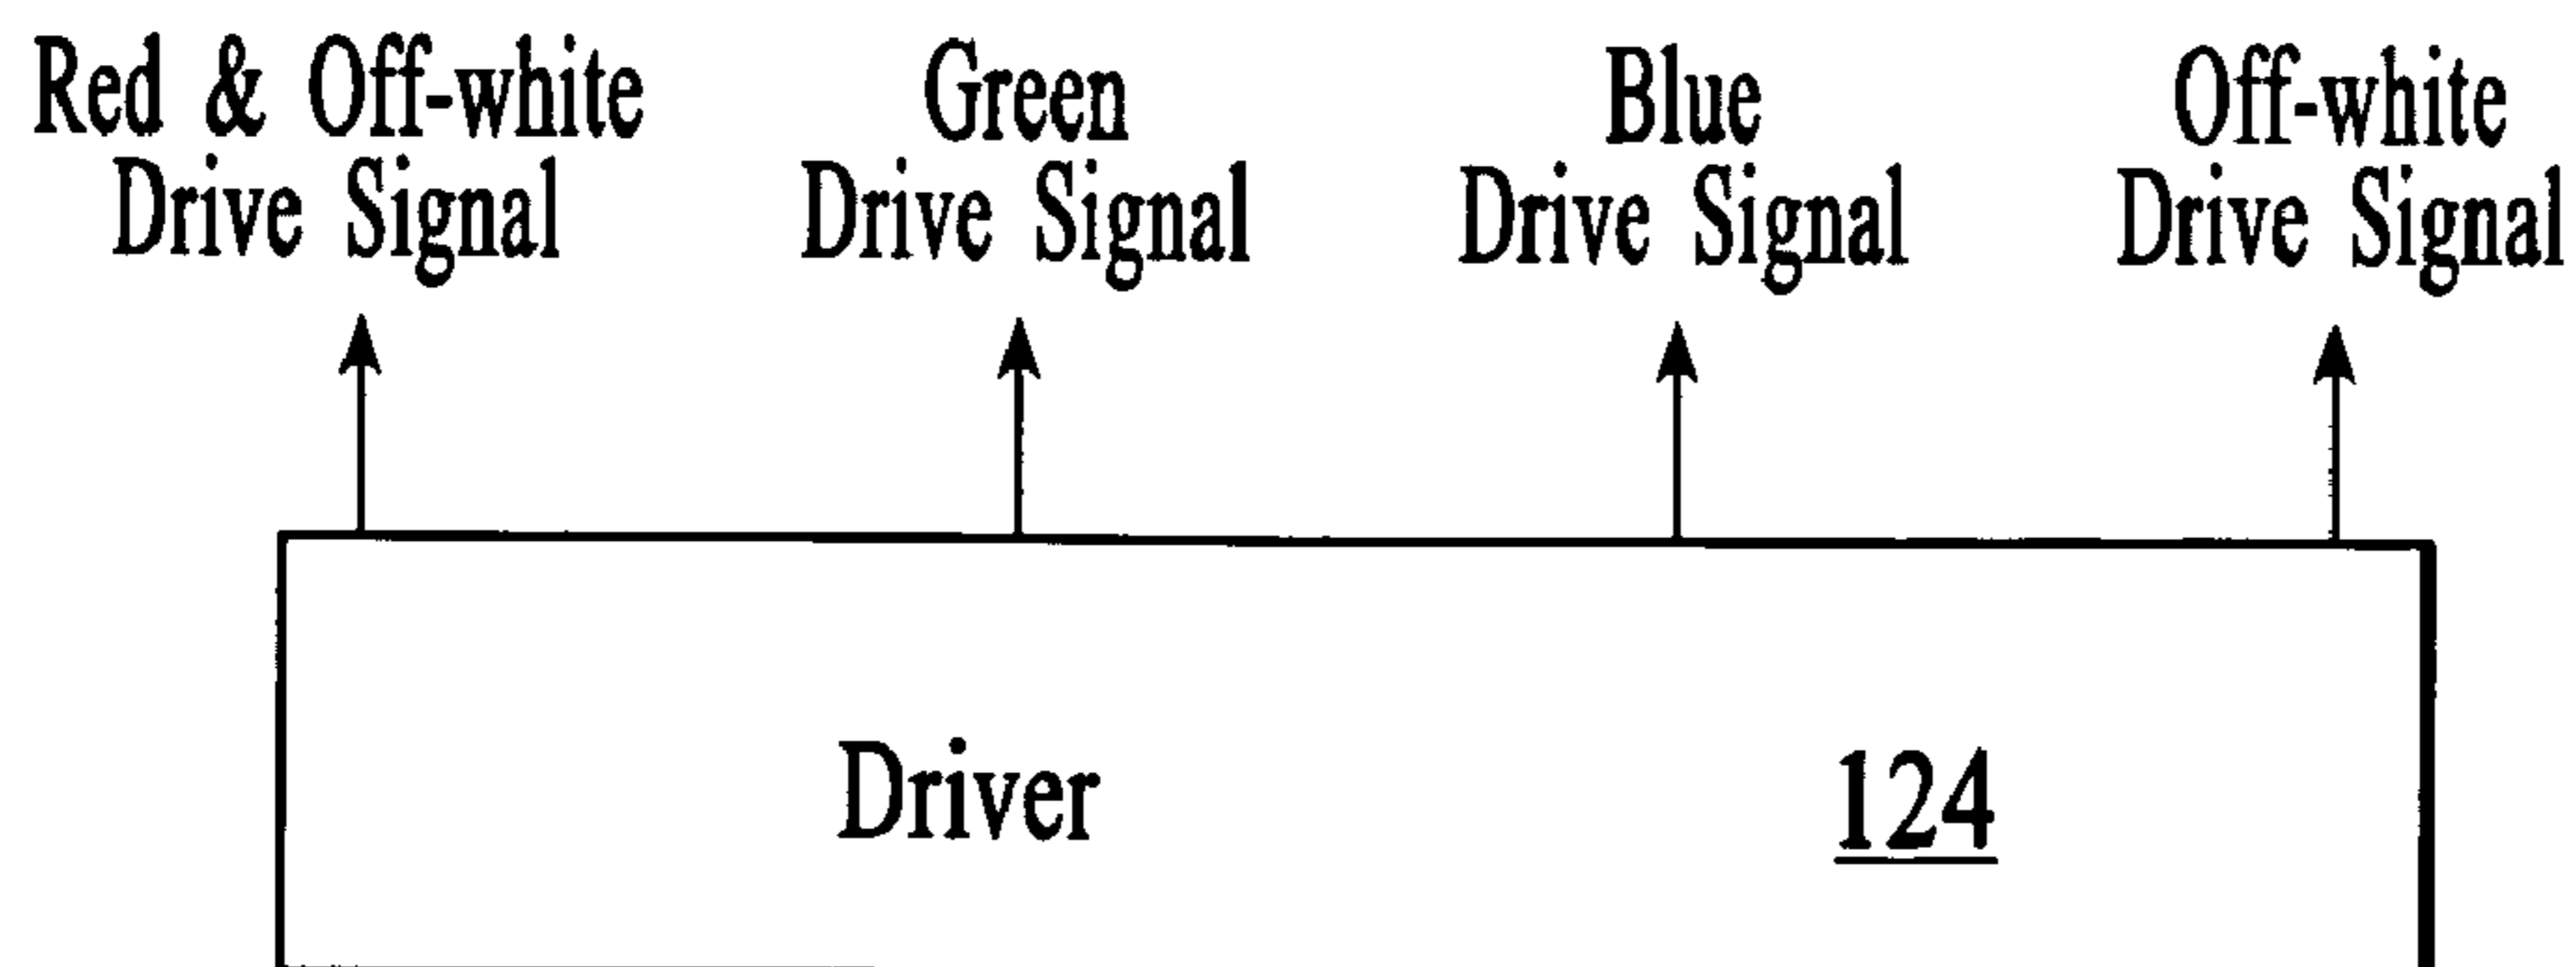 Red & Off-white
Drive Signal
Green
Drive Signal
Blue
Drive Signal
Off-white
Drive Signal
Driver
124